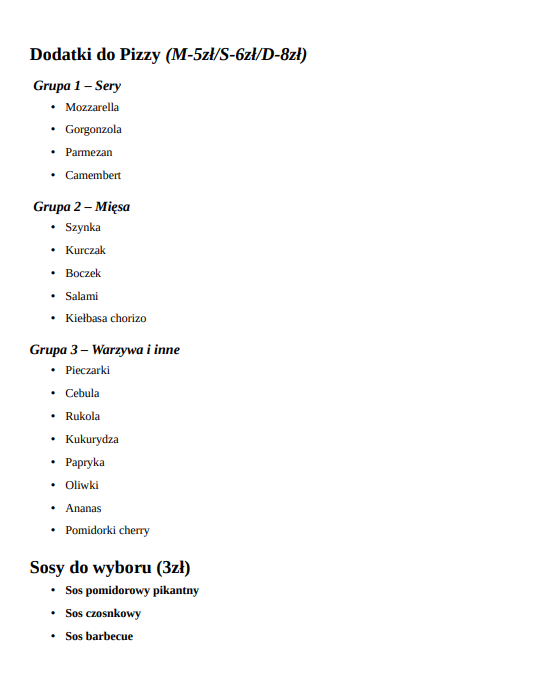 Dodatki do Pizzy (M-5zł/S-6zł/D-8zł)
Grupa 1 – Sery
• Mozzarella
• Gorgonzola
• Parmezan
• Camembert
Grupa 2 – Mięsa
• Szynka
• Kurczak
• Boczek
• Salami
• Kiełbasa chorizo
Grupa 3 – Warzywa i inne
• Pieczarki
• Cebula
• Rukola
• Kukurydza
• Papryka
• Oliwki
• Ananas
• Pomidorki cherry
Sosy do wyboru (3zł)
• Sos pomidorowy pikantny
• Sos czosnkowy
• Sos barbecue